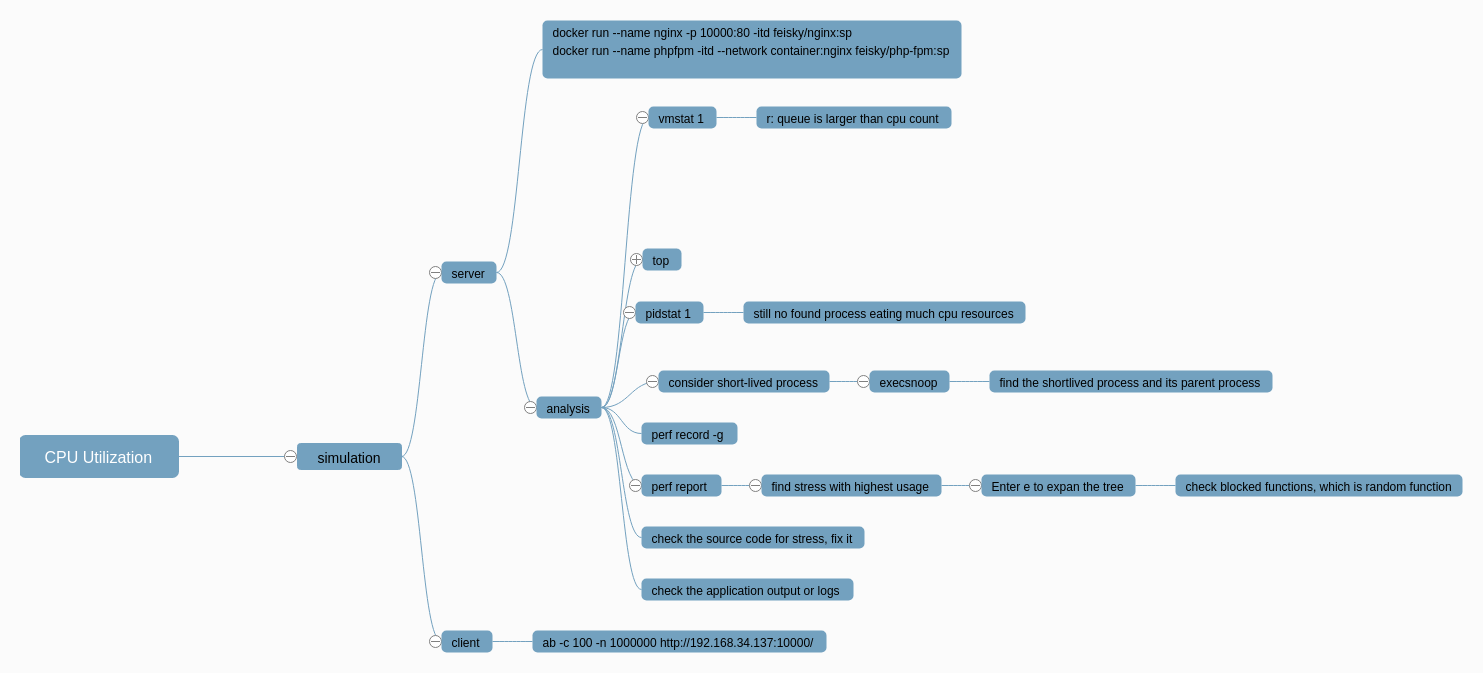 docker run --name nginx -p 10000:80 -itd feisky/nginx:sp
docker run --name phpfpm -itd --network container:nginx feisky/php-fpm:sp
vmstat 1
r: queue is larger than cpu count
top
server
pidstat 1
still no found process eating much cpu resources
consider short-lived process
execsnoop
find the shortlived process and its parent process
analysis
perf record -g
CPU Utilization
simulation
perf report
find stress with highest usage
Enter e to expan the tree
check blocked functions, which is random function
check the source code for stress, fix it
check the application output or logs
client
ab -c 100 -n 1000000 http://192.168.34.137:10000/